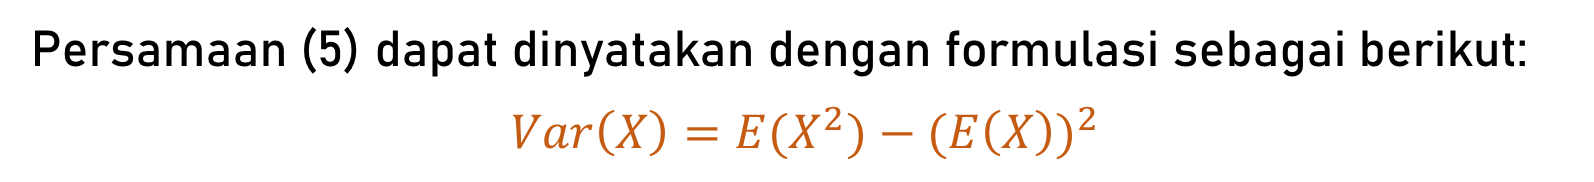 Persamaan (5) dapat dinyatakan dengan formulasi sebagai berikut:
Var(X) = E(X²) − (E(X))²